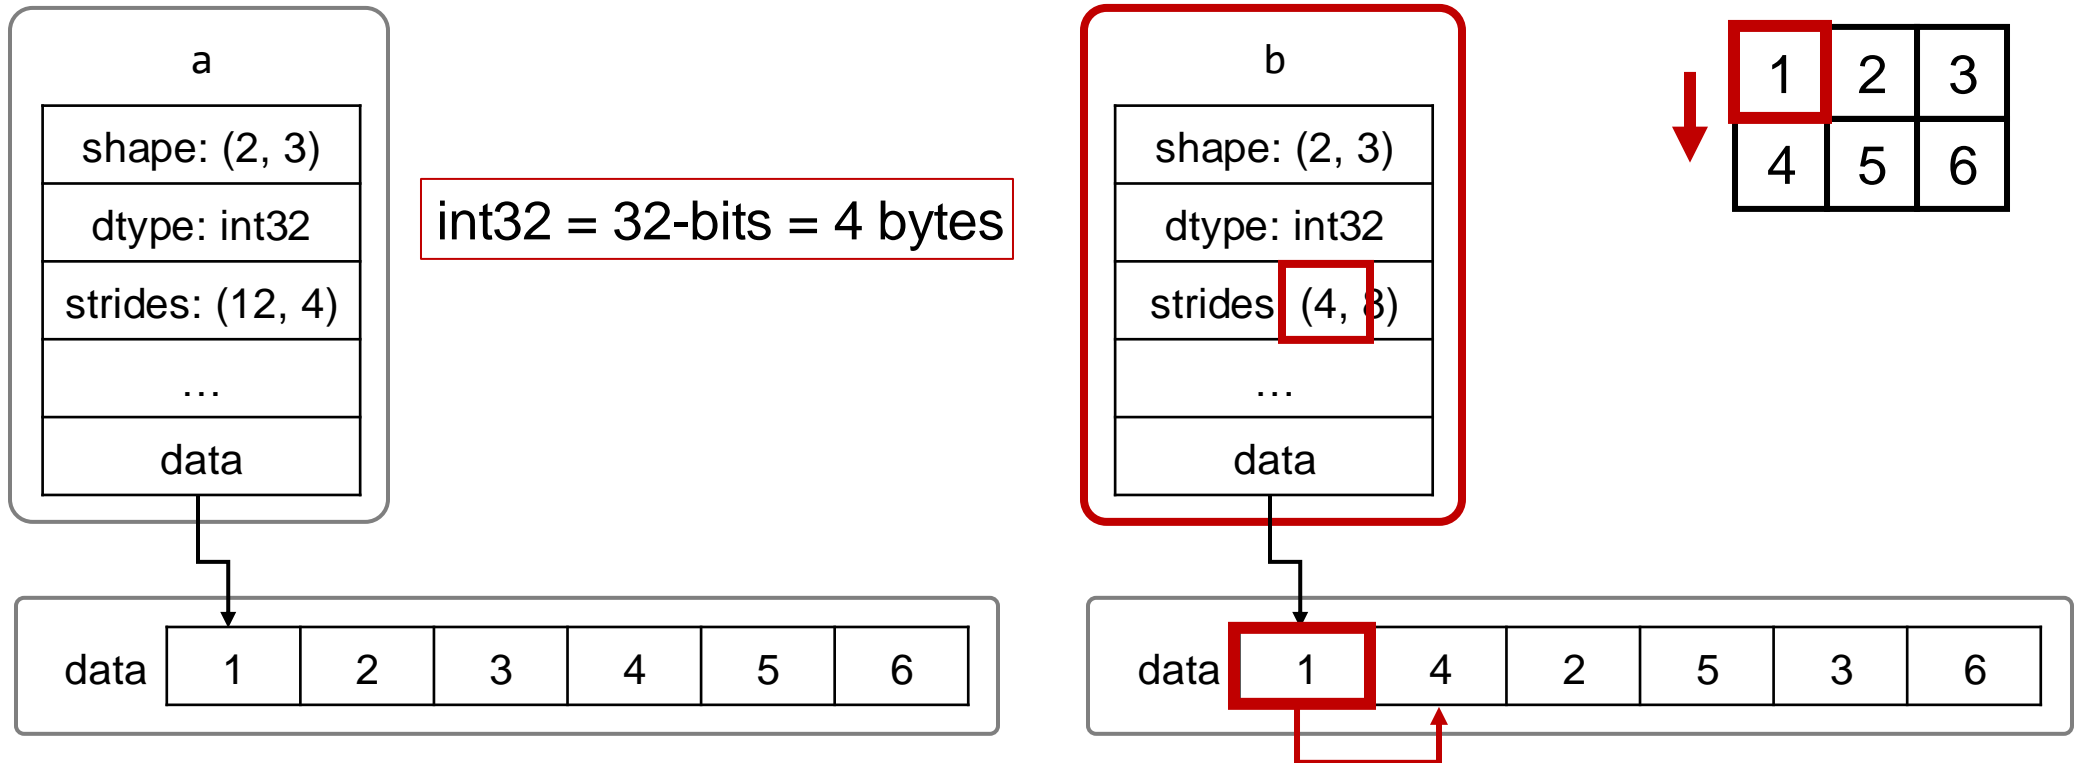 a
shape: (2, 3)
dtype: int32
strides: (12, 4)
…
data
data 1 2 3 4 5 6
int32 = 32-bits = 4 bytes
b
shape: (2, 3)
dtype: int32
strides (4, 8)
…
data
data 1 4 2 5 3 6
1 2 3
4 5 6